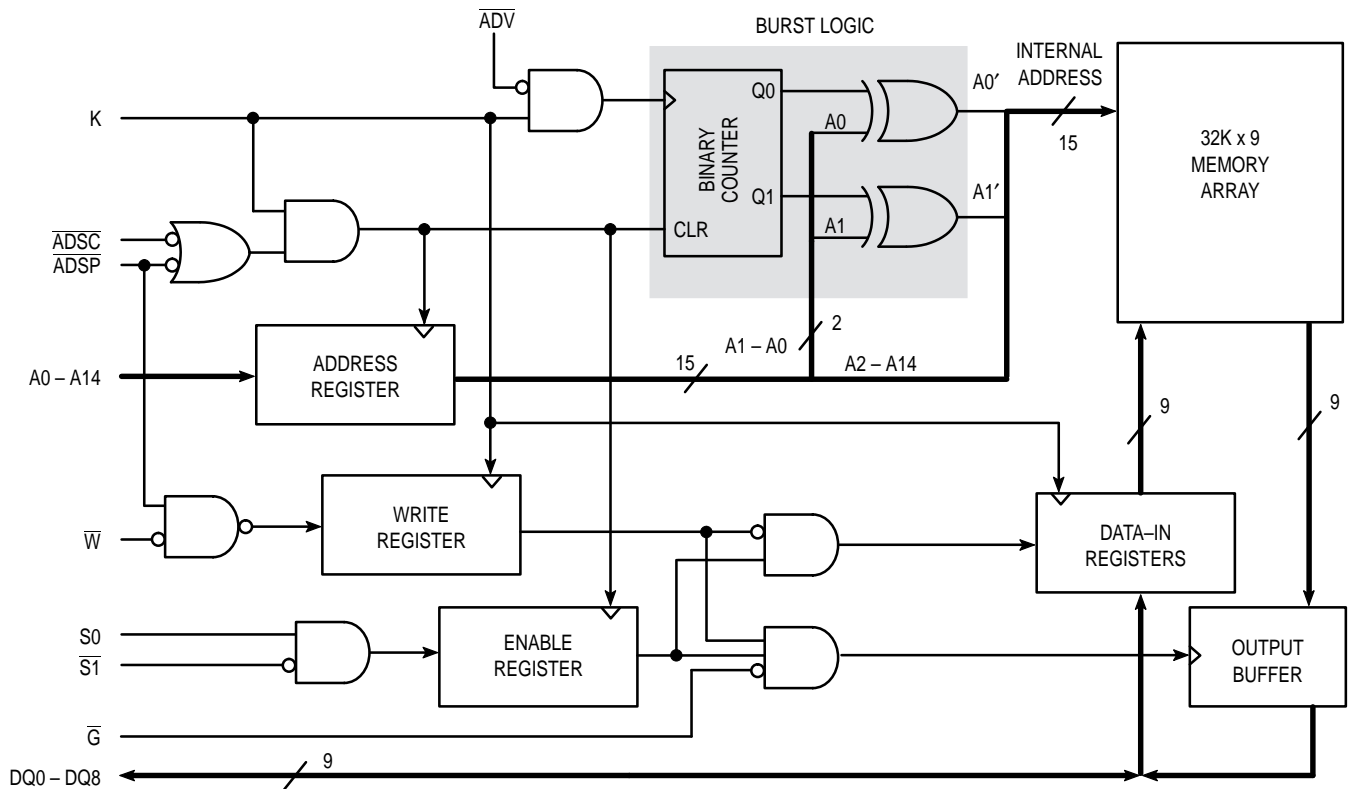 ADV
BURST LOGIC
INTERNAL
ADDRESS
K
BINARY
COUNTER
Q0
A0
A0′
15
32K x 9
MEMORY
ARRAY
Q1
A1
A1′
CLR
ADSC
ADSP
2
A1 – A0
A0 – A14
ADDRESS
REGISTER
15
A2 – A14
9
9
W
WRITE
REGISTER
DATA–IN
REGISTERS
S0
S1
ENABLE
REGISTER
OUTPUT
BUFFER
G
DQ0 – DQ8
9